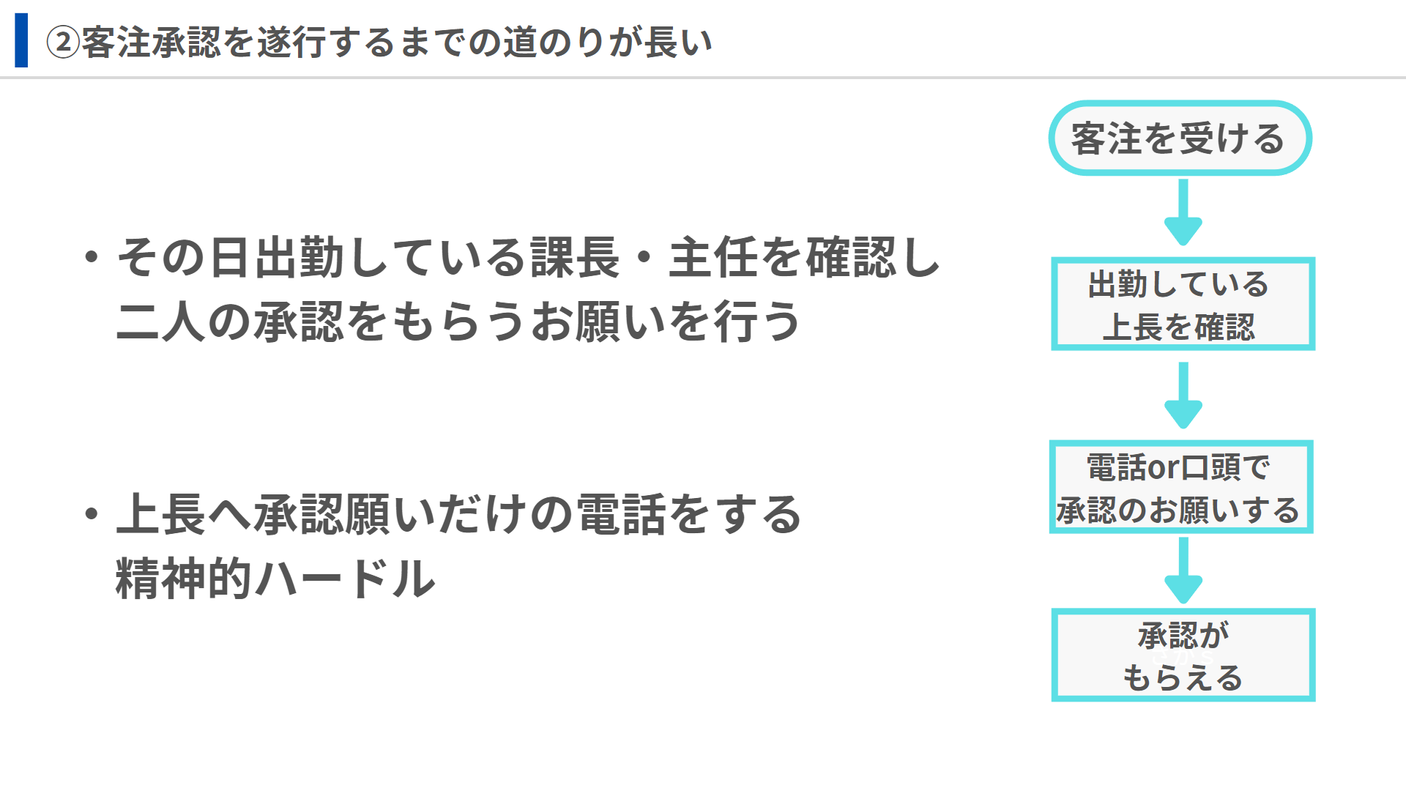 ②客注承認を遂行するまでの道のりが長い
・その日出勤している課長・主任を確認し
二人の承認をもらうお願いを行う
・上長へ承認願いだけの電話をする
精神的ハードル
客注を受ける
出勤している
上長を確認
電話or口頭で
承認のお願いする
承認が
もらえる